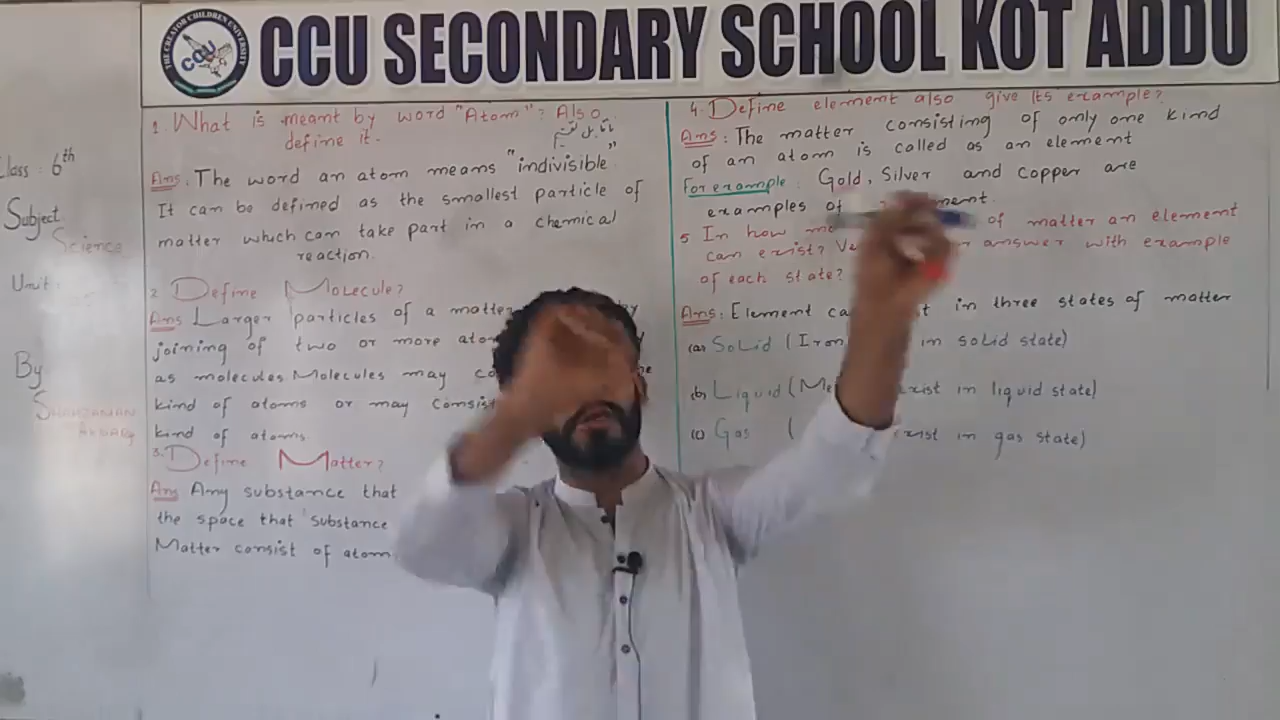 THE CREATOR CHILDREN UNIVERSITY
CCU
CCU SECONDARY SCHOOL KOT ADDU
Class: 6th
Subject
Science
Unit:
By
1. What is meant by word "Atom"? Also
define it.
ناقابل تقسیم
Ans: The word an atom means "indivisible"
It can be defined as the smallest particle of
matter which can take part in a chemical
reaction.
2. Define Molecule?
Ans Larger particles of a matter by
joining of two or more
as molecules. Molecules may
kind of atoms or may consist
kind of atoms.
3. Define Matter?
Ans Any substance that
the space that substance
Matter consist of atom
4. Define element also give Its example?
Ans: The matter consisting of only one kind
of an atom is called as an element
For example: Gold, Silver and Copper are
examples of
5 In how of matter an element
can exist? answer with example
of each state?
Ans: Element in three states of matter
(a) Solid (Iron in solid state)
(b) Liquid ( exist in liquid state)
(c) Gas ( exist in gas state)